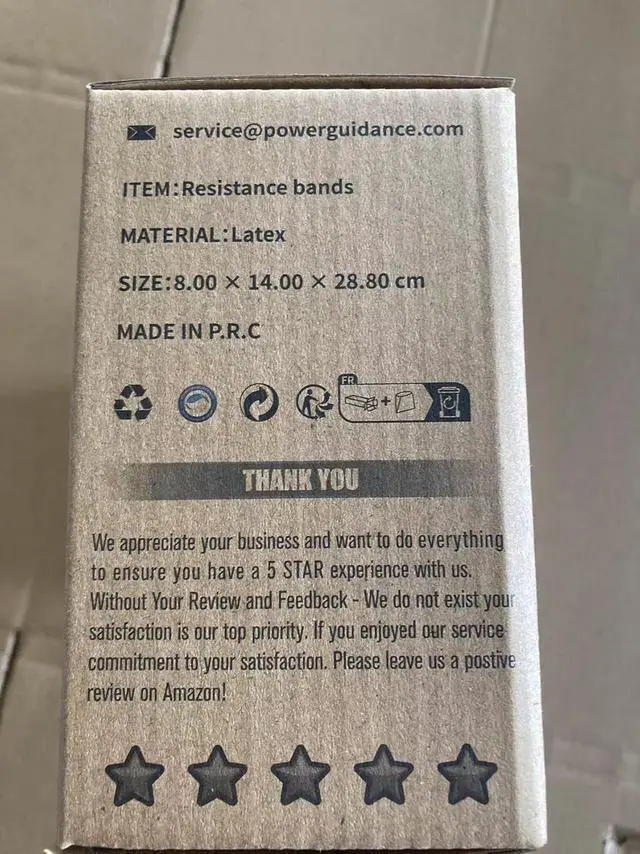 service@powerguidance.com
ITEM:Resistance bands
MATERIAL:Latex
SIZE:8.00 × 14.00 × 28.80 cm
MADE IN P.R.C
FR
THANK YOU
We appreciate your business and want to do everything
to ensure you have a 5 STAR experience with us.
Without Your Review and Feedback - We do not exist your
satisfaction is our top priority. If you enjoyed our service
commitment to your satisfaction. Please leave us a postive
review on Amazon!